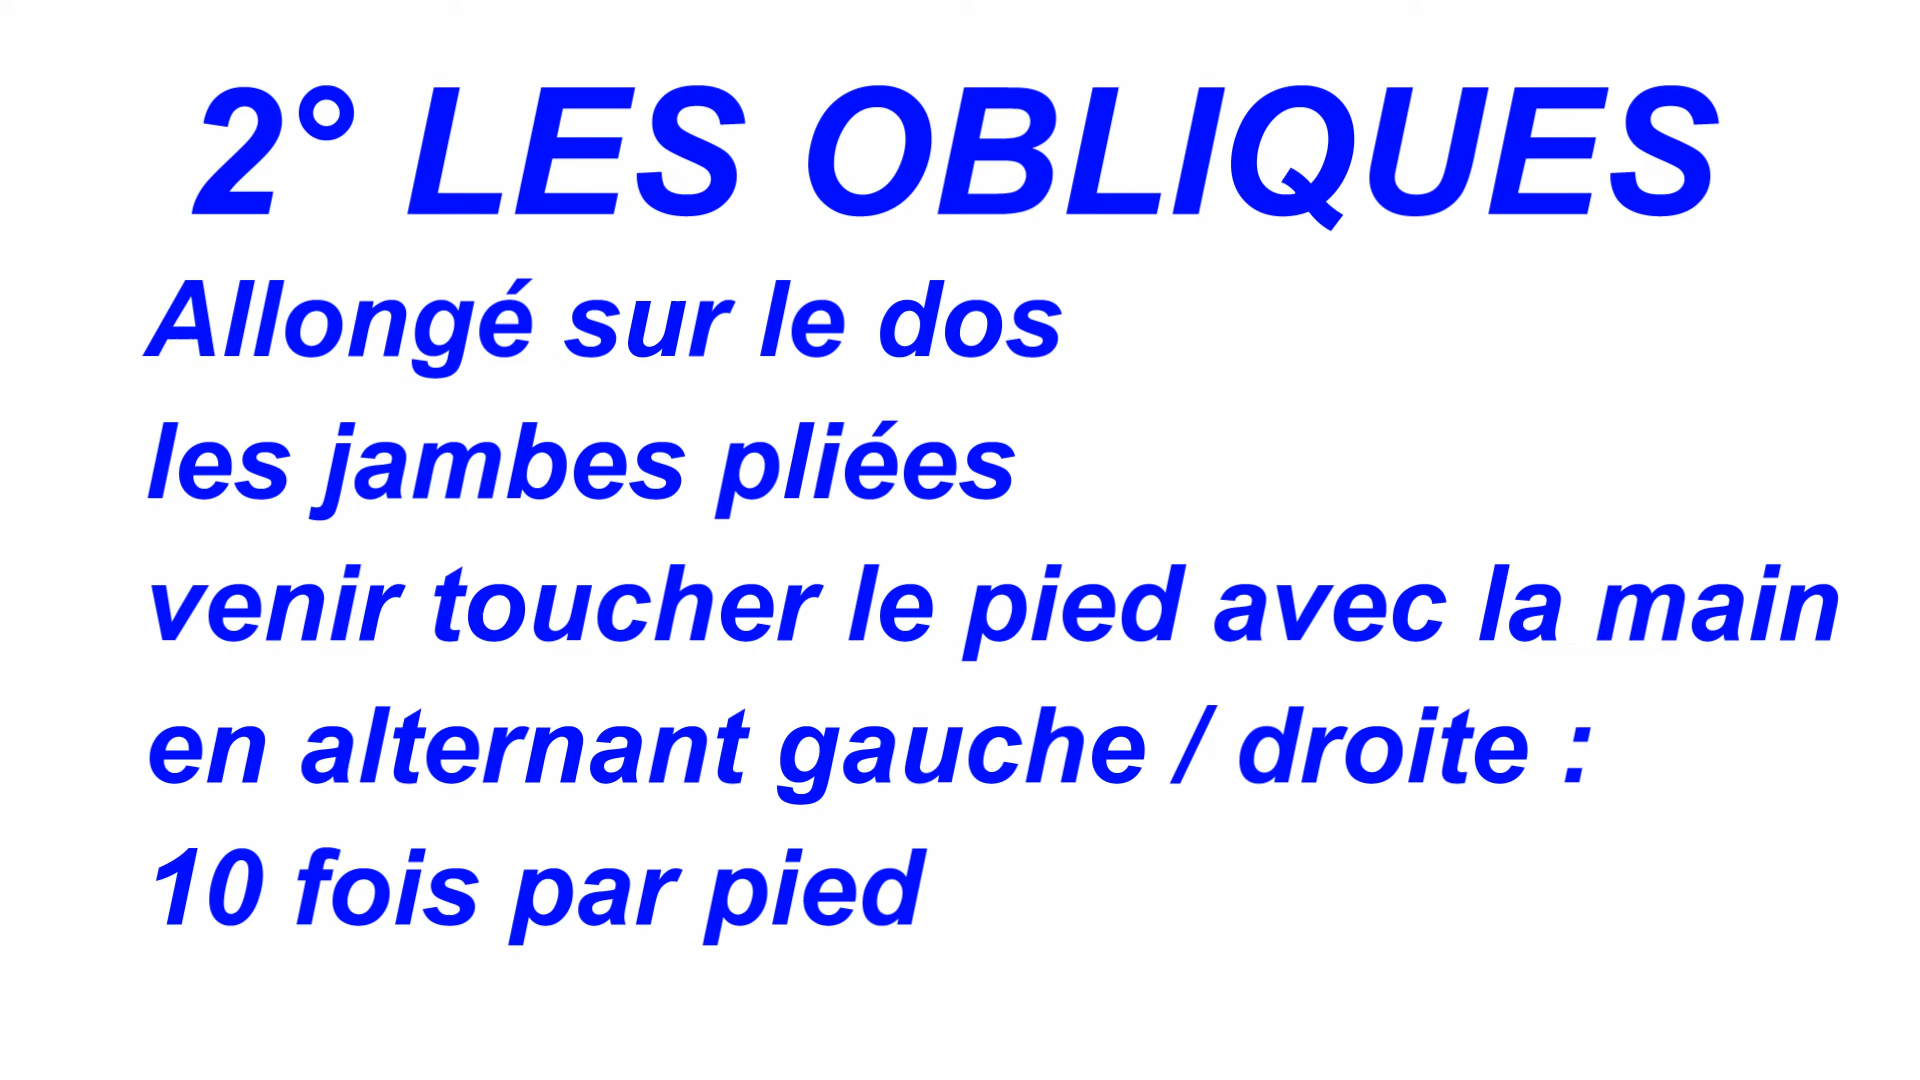 2° LES OBLIQUES
Allongé sur le dos
les jambes pliées
venir toucher le pied avec la main
en alternant gauche / droite :
10 fois par pied